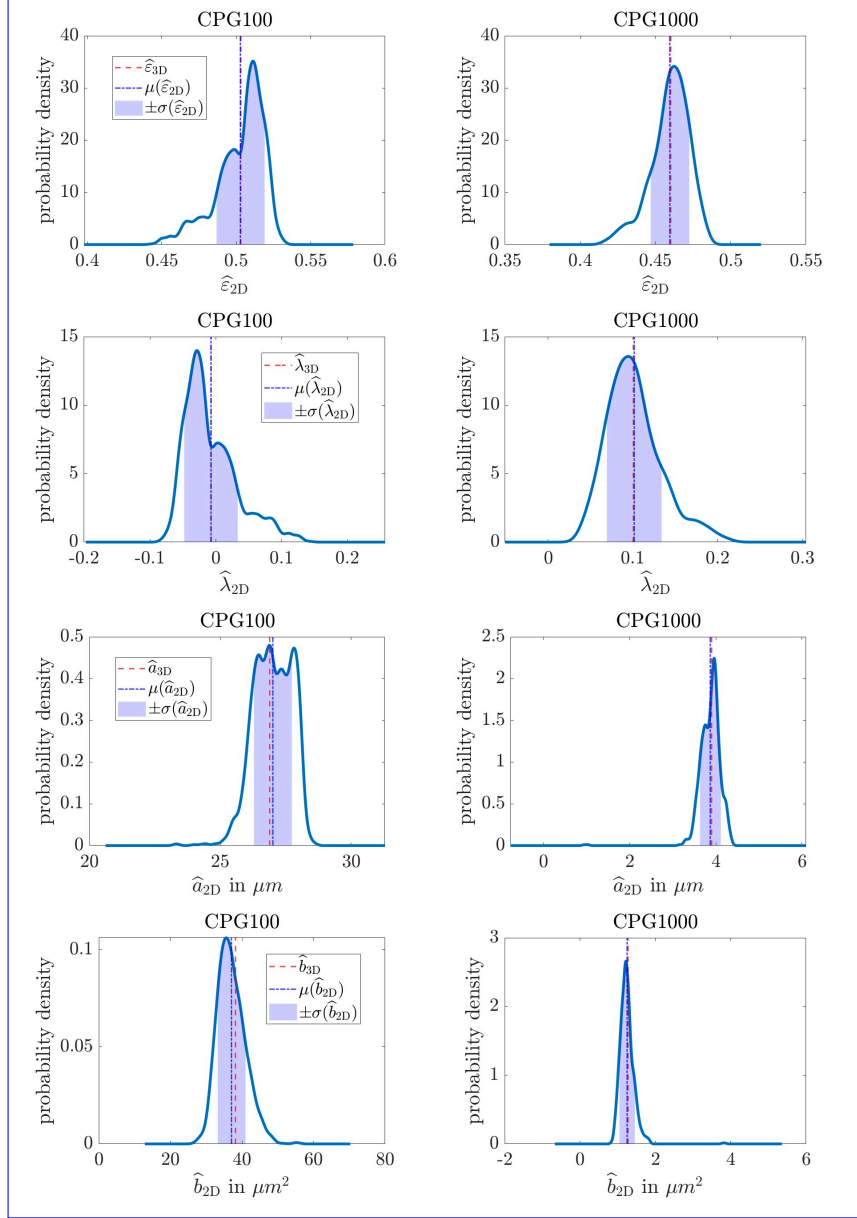 CPG100
CPG1000
probability density
40
30
20
10
0
0.4
0.45
0.5
0.55
0.6
ε̂3D
μ(ε̂2D)
±σ(ε̂2D)
ε̂2D
probability density
40
30
20
10
0
0.35
0.4
0.45
0.5
0.55
ε̂2D
CPG100
CPG1000
probability density
15
10
5
0
-0.2
-0.1
0
0.1
0.2
λ̂3D
μ(λ̂2D)
±σ(λ̂2D)
λ̂2D
probability density
15
10
5
0
0
0.1
0.2
0.3
λ̂2D
CPG100
CPG1000
probability density
0.5
0.4
0.3
0.2
0.1
0
20
25
30
â3D
μ(â2D)
±σ(â2D)
â2D in μm
probability density
2.5
2
1.5
1
0.5
0
0
2
4
6
â2D in μm
CPG100
CPG1000
probability density
0.1
0.05
0
0
20
40
60
80
b̂3D
μ(b̂2D)
±σ(b̂2D)
b̂2D in μm²
probability density
3
2
1
0
-2
0
2
4
6
b̂2D in μm²